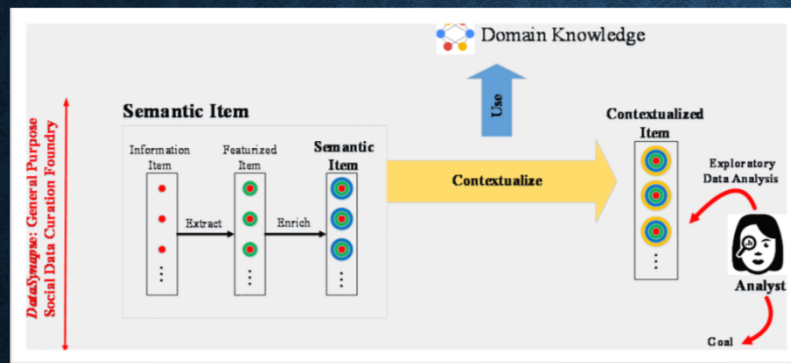 Domain Knowledge
Use
Semantic Item
Information
Item
Featurized
Item
Semantic
Item
Extract
Enrich
Contextualize
Contextualized
Item
Exploratory
Data Analysis
Analyst
Goal
DataSynapse: General Purpose
Social Data Curation Foundry